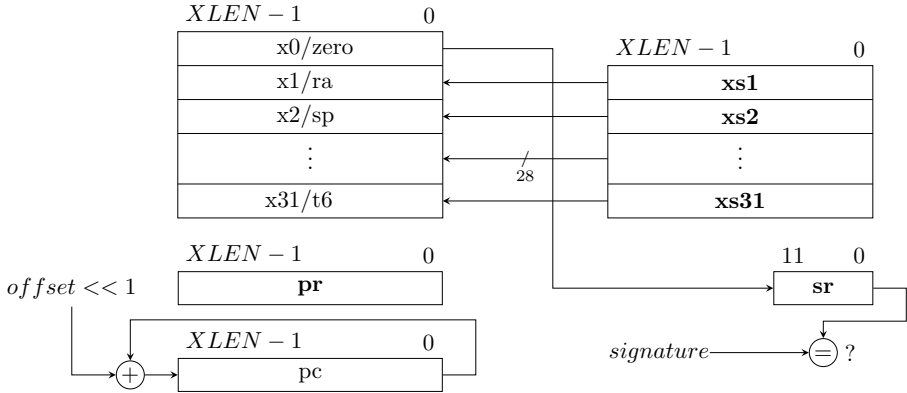 XLEN − 1 0
x0/zero
XLEN − 1 0
x1/ra
xs1
x2/sp
xs2
⋮
/
28
⋮
x31/t6
xs31
XLEN − 1 0
11 0
offset << 1
pr
sr
XLEN − 1 0
signature
= ?
+
pc